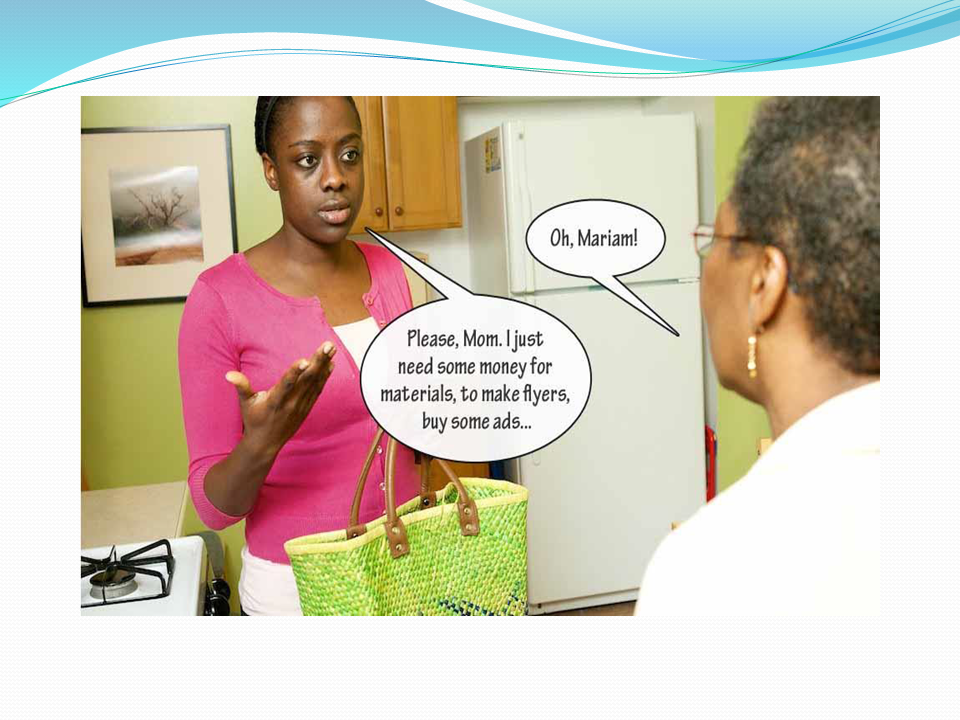 Please, Mom. I just
need some money for
materials, to make flyers,
buy some ads...
Oh, Mariam!